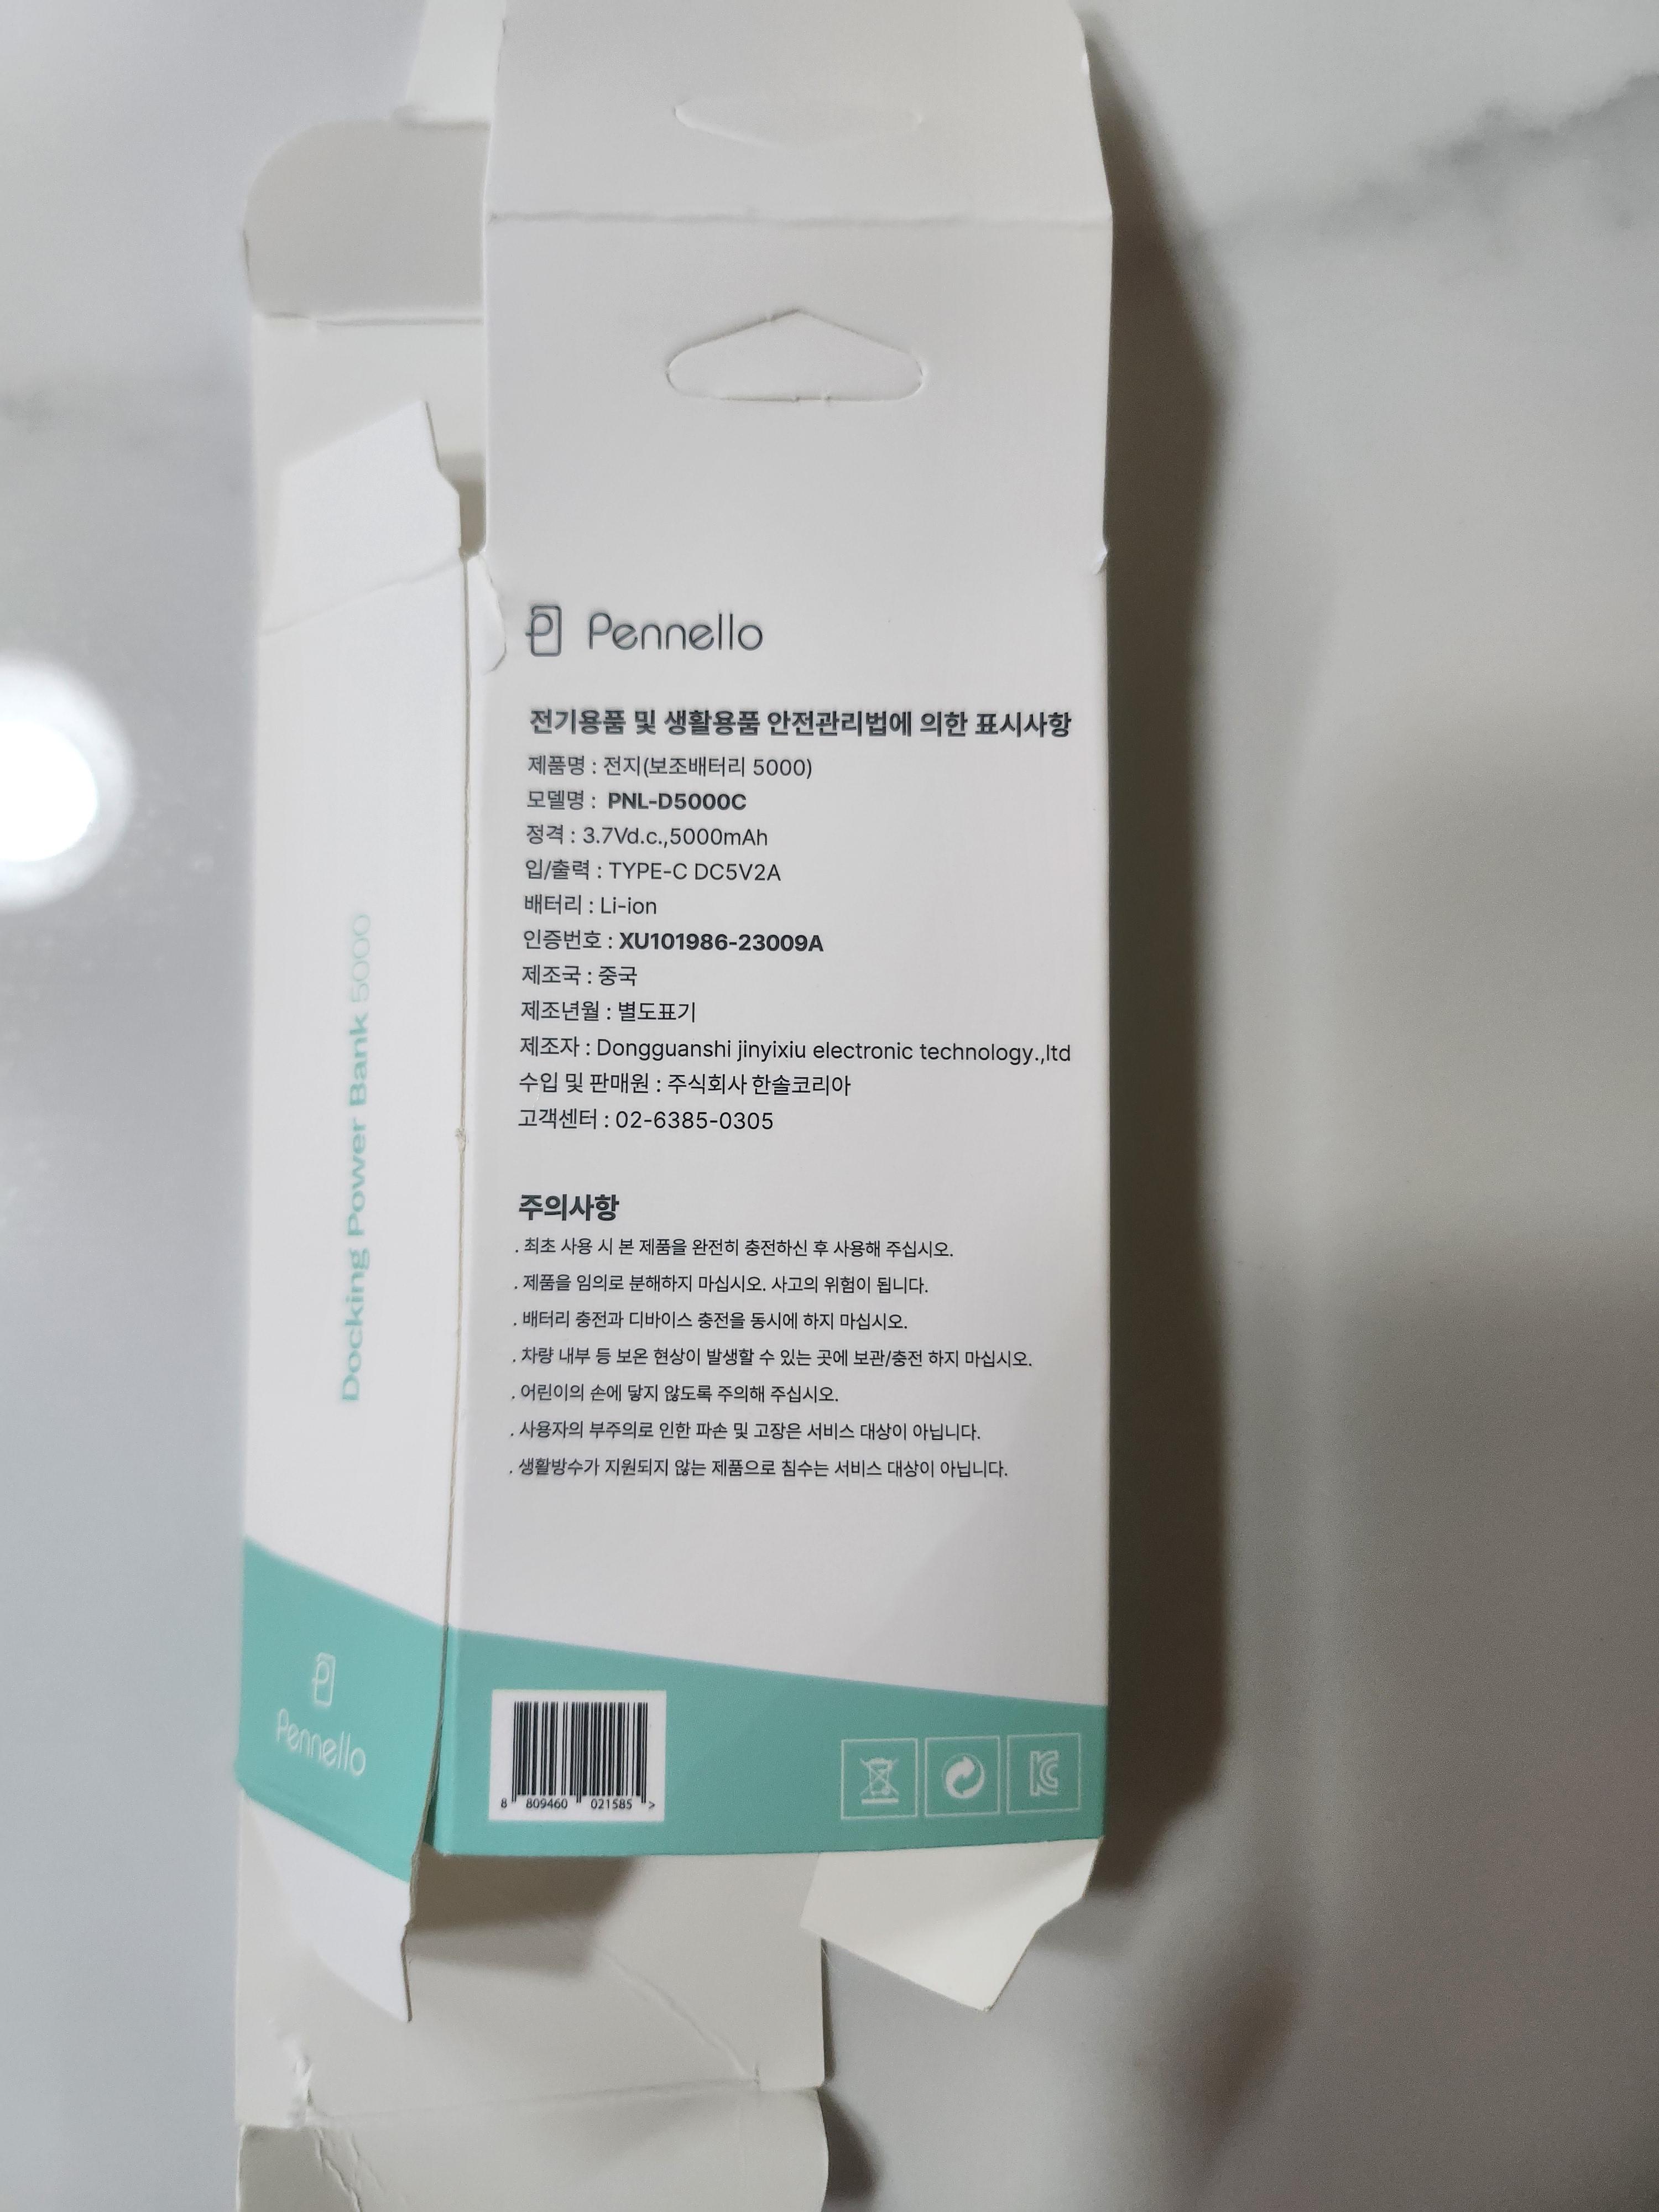 Pennello
전기용품 및 생활용품 안전관리법에 의한 표시사항
제품명 : 전지(보조배터리 5000)
모델명 : PNL-D5000C
정격 : 3.7Vd.c.,5000mAh
입/출력 : TYPE-C DC5V2A
배터리 : Li-ion
인증번호 : XU101986-23009A
제조국 : 중국
제조년월 : 별도표기
제조자 : Dongguanshi jinyixiu electronic technology.,ltd
수입 및 판매원 : 주식회사 한솔코리아
고객센터 : 02-6385-0305
주의사항
. 최초 사용 시 본 제품을 완전히 충전하신 후 사용해 주십시오.
. 제품을 임의로 분해하지 마십시오. 사고의 위험이 됩니다.
. 배터리 충전과 디바이스 충전을 동시에 하지 마십시오.
. 차량 내부 등 보온 현상이 발생할 수 있는 곳에 보관/충전 하지 마십시오.
. 어린이의 손에 닿지 않도록 주의해 주십시오.
. 사용자의 부주의로 인한 파손 및 고장은 서비스 대상이 아닙니다.
. 생활방수가 지원되지 않는 제품으로 침수는 서비스 대상이 아닙니다.
8 809460 021585 >
Docking Power Bank 5000
Pennello